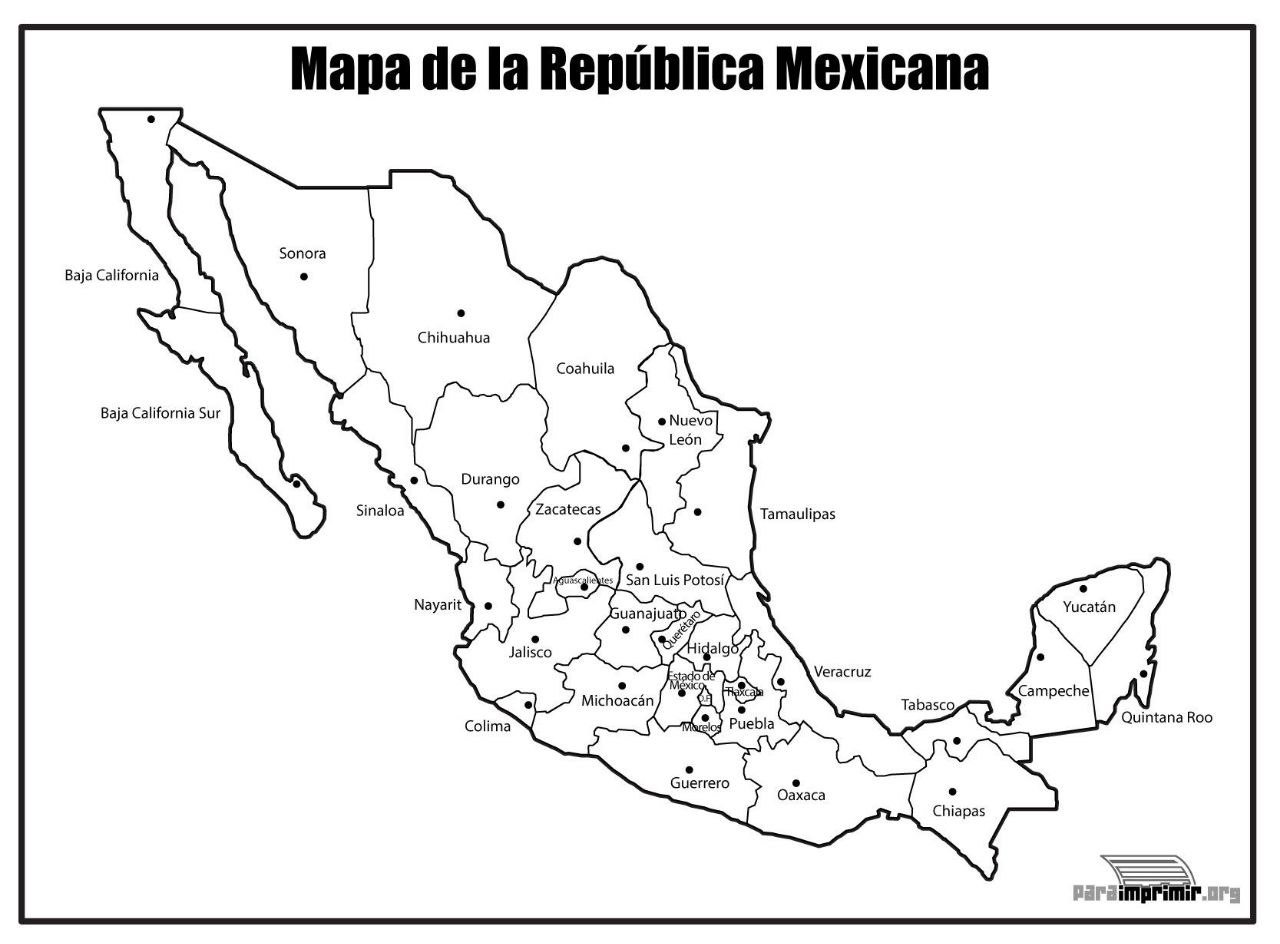 Mapa de la República Mexicana
Sonora
Baja California
Chihuahua
Coahuila
Baja California Sur
Nuevo
León
Durango
Sinaloa
Zacatecas
Tamaulipas
Aguascalientes
San Luis Potosí
Nayarit
Guanajuato
Querétaro
Yucatán
Jalisco
Hidalgo
Estado de
México
Veracruz
Michoacán
D.F.
Tlaxcala
Campeche
Colima
Morelos
Puebla
Tabasco
Quintana Roo
Guerrero
Oaxaca
Chiapas
paraimprimir.org